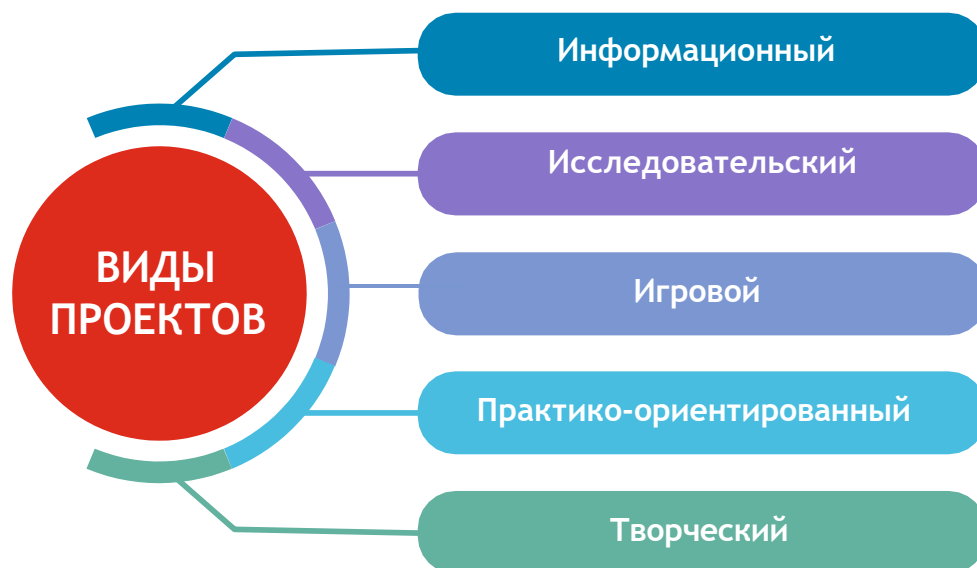 ВИДЫ
ПРОЕКТОВ
Информационный
Исследовательский
Игровой
Практико-ориентированный
Творческий